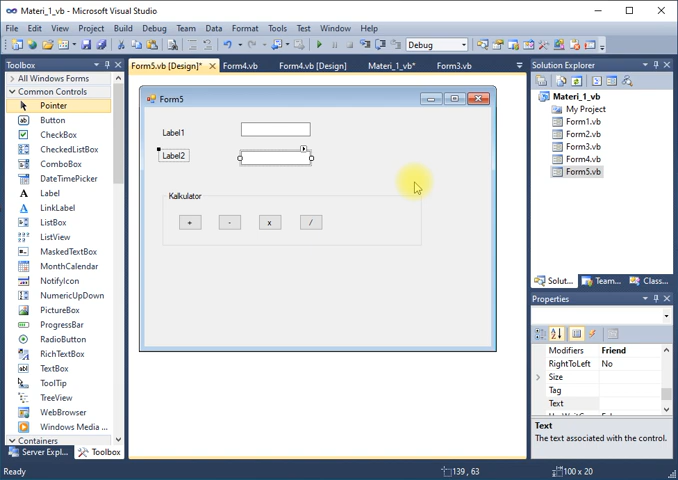 Materi_1_vb - Microsoft Visual Studio
File Edit View Project Build Debug Team Data Format Tools Test Window Help
Debug
Toolbox
All Windows Forms
Common Controls
Pointer
Button
CheckBox
CheckedListBox
ComboBox
DateTimePicker
Label
LinkLabel
ListBox
ListView
MaskedTextBox
MonthCalendar
NotifyIcon
NumericUpDown
PictureBox
ProgressBar
RadioButton
RichTextBox
TextBox
ToolTip
TreeView
WebBrowser
Windows Media ...
Containers
Server Expl... Toolbox
Form5.vb [Design]* Form4.vb Form4.vb [Design] Materi_1_vb* Form3.vb
Form5
Label1
Label2
Kalkulator
+ - x /
Solution Explorer
Materi_1_vb
My Project
Form1.vb
Form2.vb
Form3.vb
Form4.vb
Form5.vb
Solut... Team... Class...
Properties
Modifiers Friend
RightToLeft No
Size
Tag
Text
Text
The text associated with the control.
Ready 139 , 63 100 x 20